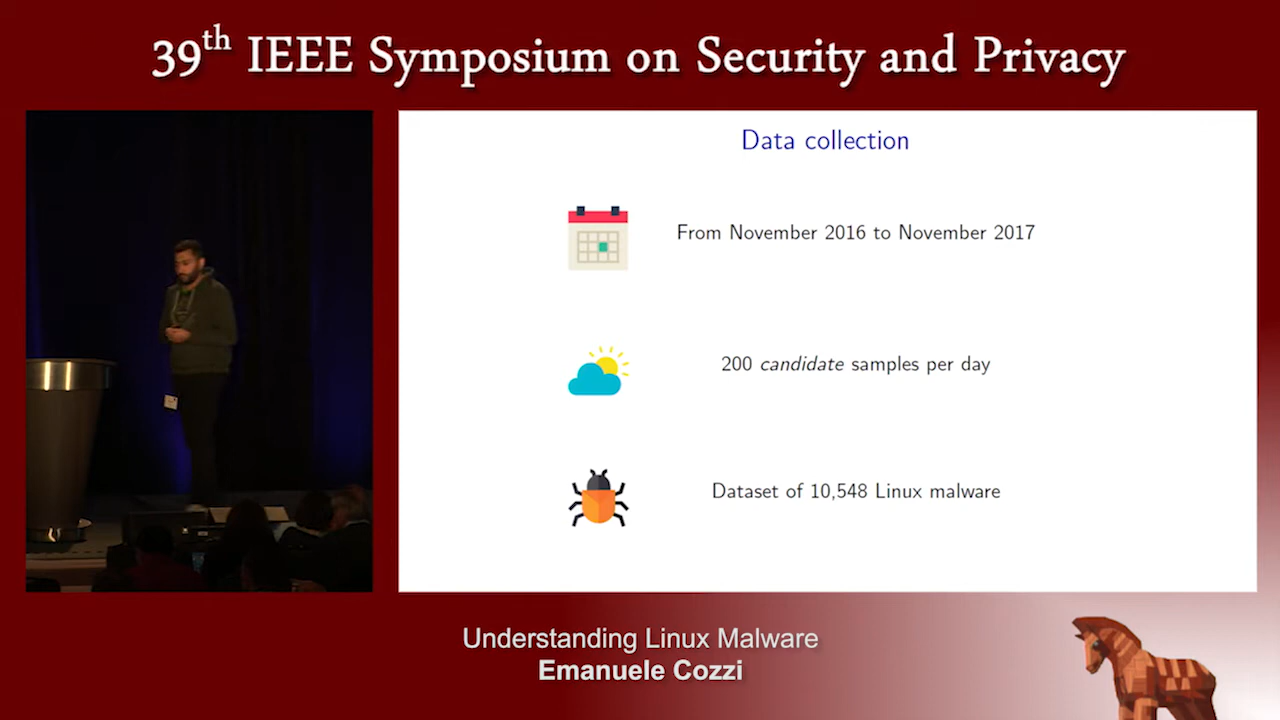 39th IEEE Symposium on Security and Privacy
Data collection
From November 2016 to November 2017
200 candidate samples per day
Dataset of 10,548 Linux malware
Understanding Linux Malware
Emanuele Cozzi